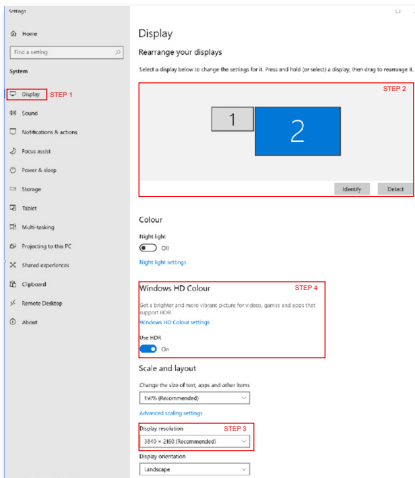 Settings
Home
Find a setting
System
Display
STEP 1
Sound
Notifications & actions
Focus assist
Power & sleep
Storage
Tablet
Multi-tasking
Projecting to this PC
Shared experiences
Clipboard
Remote Desktop
About
Display
Rearrange your displays
Select a display below to change the settings for it. Press and hold (or select) a display, then drag to rearrange it.
STEP 2
1
2
Identify
Detect
Colour
Night light
Off
Night light settings
Windows HD Colour
STEP 4
Get a brighter and more vibrant picture for videos, games and apps that
support HDR.
Windows HD Colour settings
Use HDR
On
Scale and layout
Change the size of text, apps and other items
(Recommended)
Advanced scaling settings
Display resolution
STEP 3
3840 × 2160 (Recommended)
Display orientation
Landscape